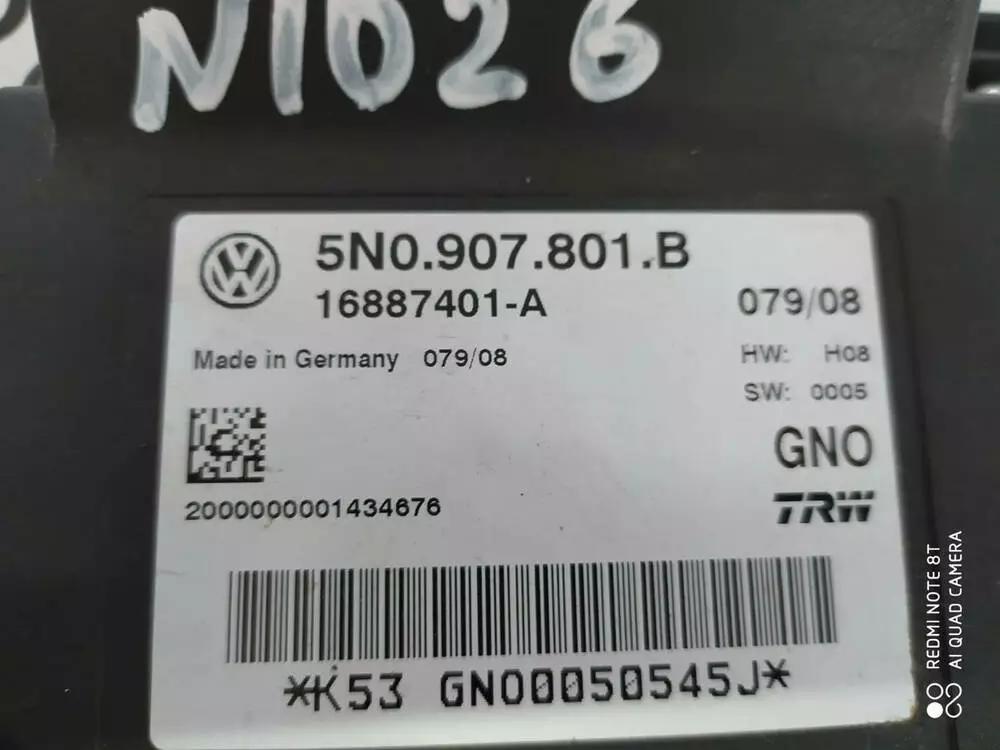 N1026
5N0.907.801.B
16887401-A
079/08
Made in Germany 079/08
HW: H08
SW: 0005
GNO
2000000001434676
TRW
*K53 GNO00050545J*
REDMI NOTE 8T
AI QUAD CAMERA